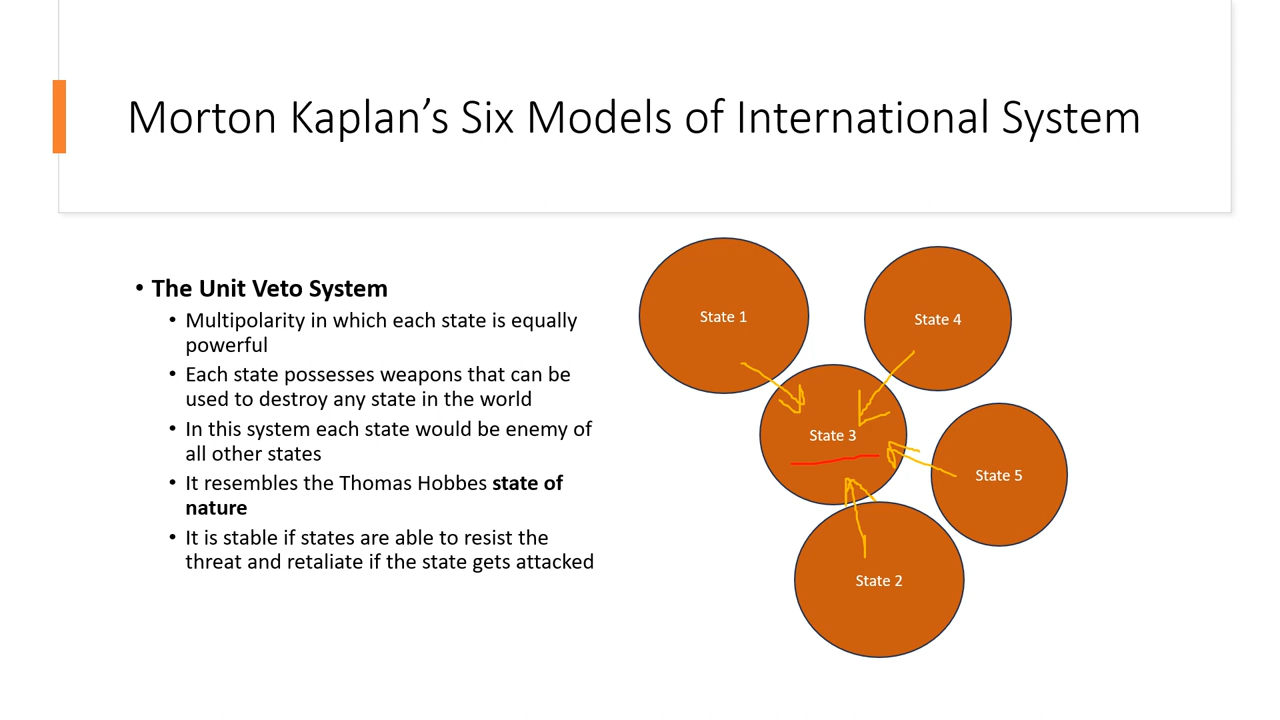 Morton Kaplan’s Six Models of International System
• The Unit Veto System
• Multipolarity in which each state is equally
powerful
• Each state possesses weapons that can be
used to destroy any state in the world
• In this system each state would be enemy of
all other states
• It resembles the Thomas Hobbes state of
nature
• It is stable if states are able to resist the
threat and retaliate if the state gets attacked
State 1
State 4
State 3
State 5
State 2